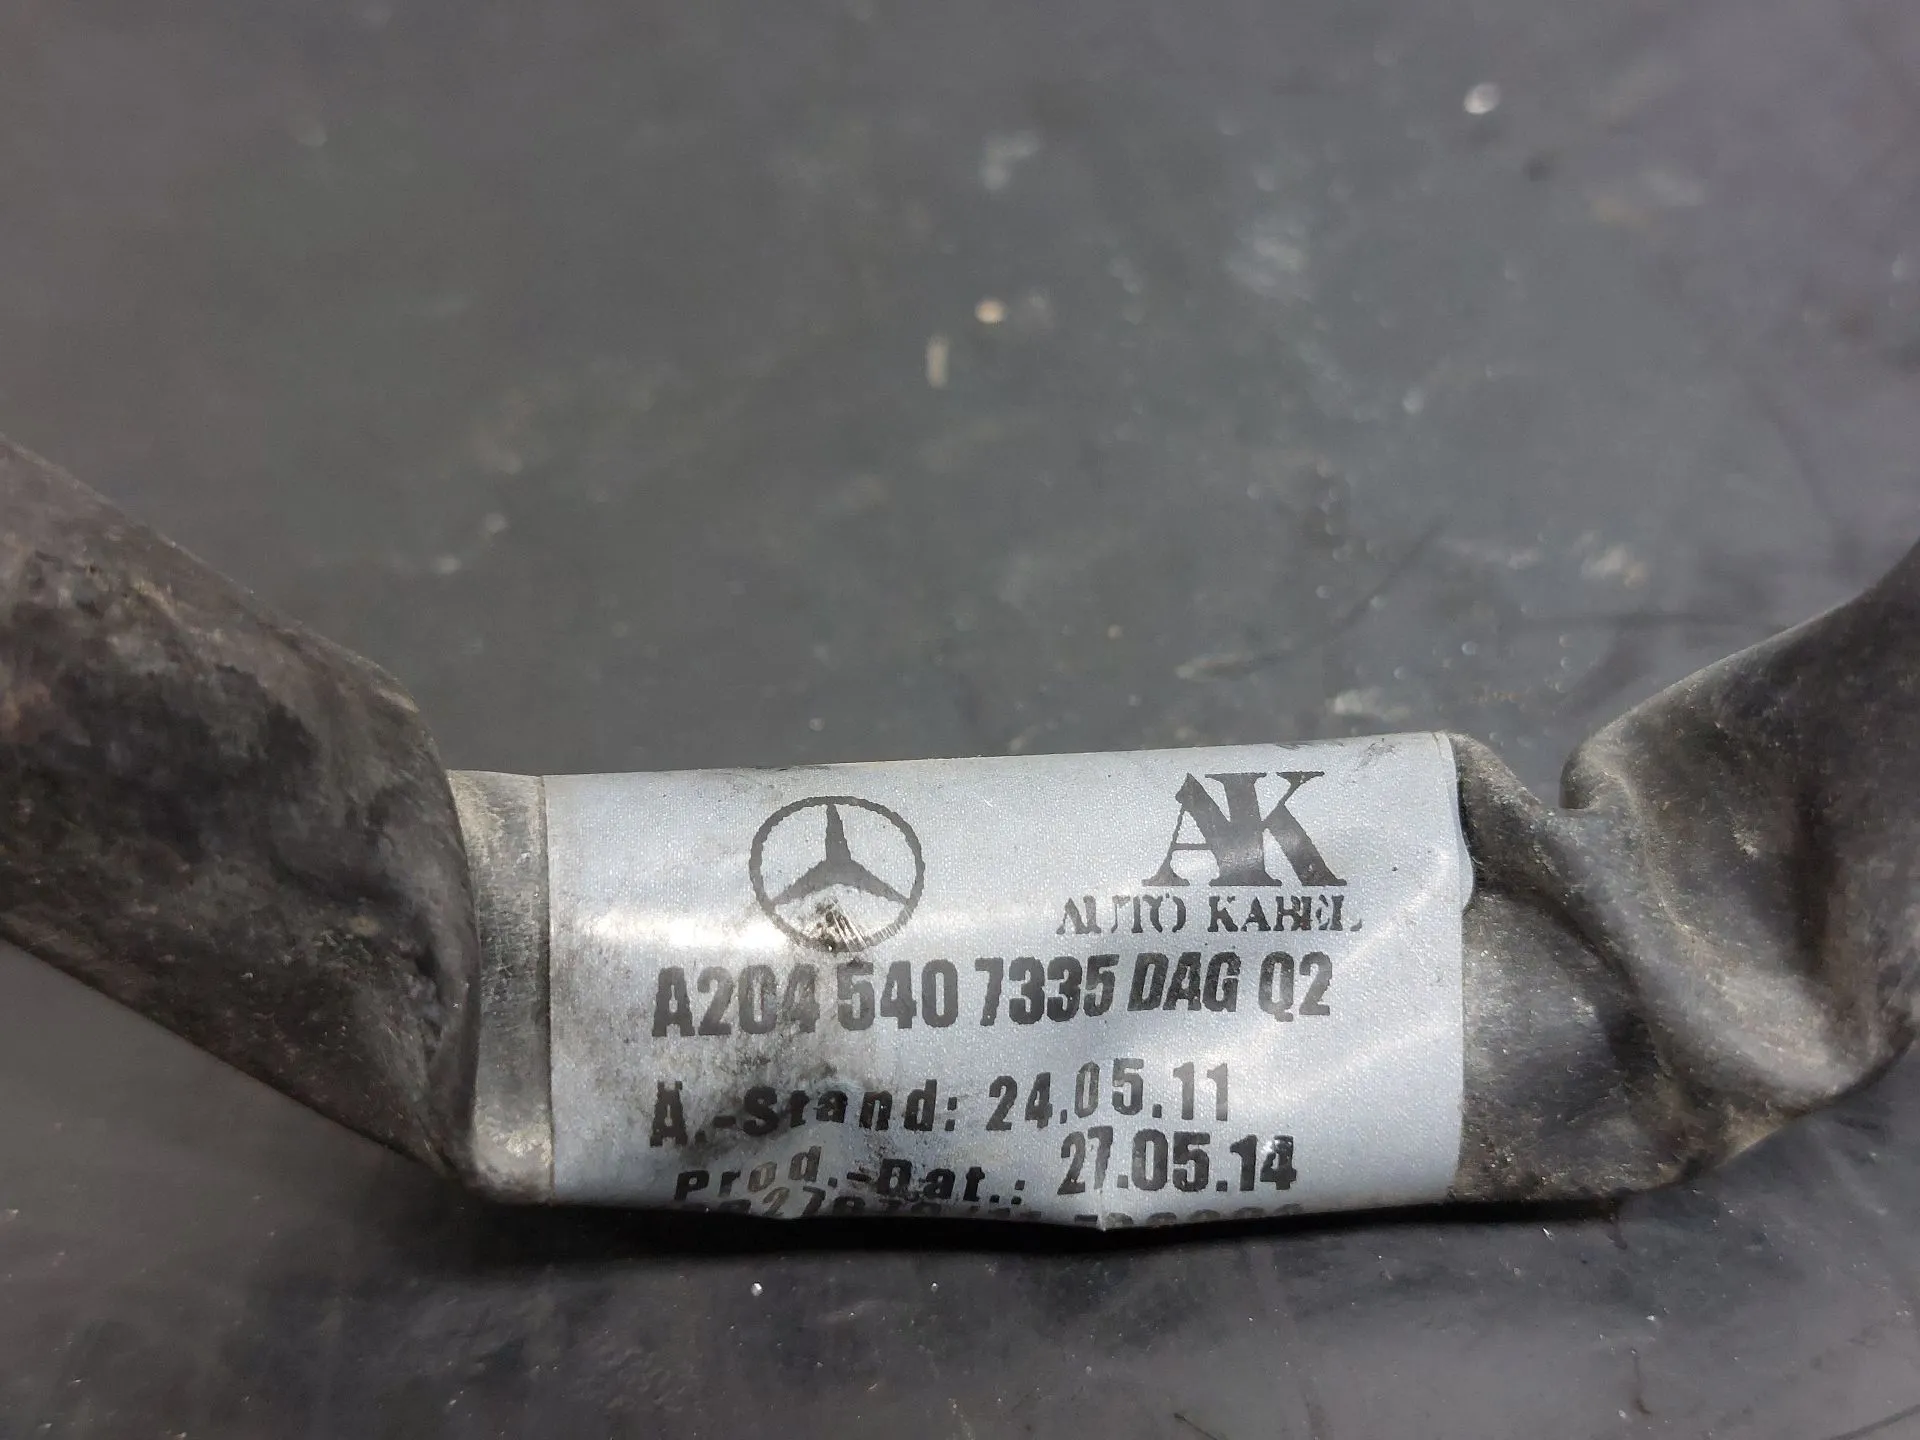 AK
AUTO KABEL
A204 540 7335 DAG Q2
Ä.-Stand: 24.05.11
Prod.-Dat.: 27.05.14